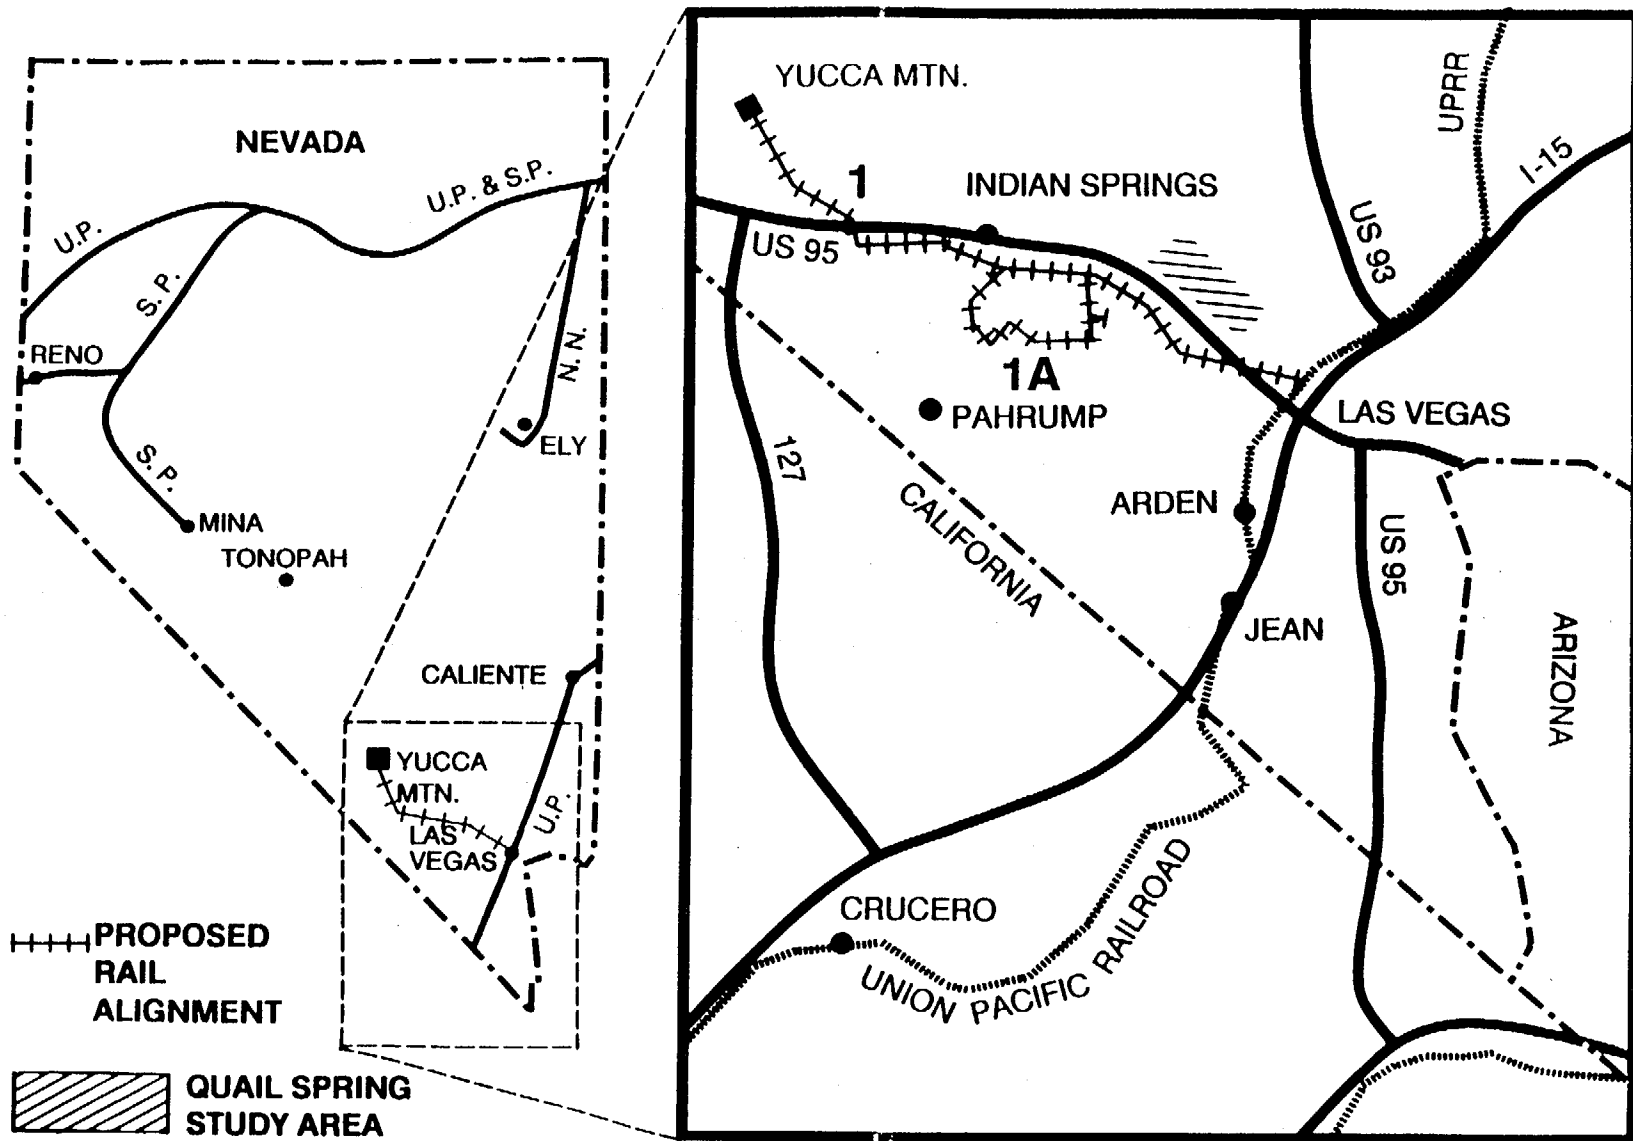 NEVADA
U.P. & S.P.
U.P.
S. P.
RENO
N. N.
ELY
S. P.
MINA
TONOPAH
CALIENTE
YUCCA
MTN.
LAS
VEGAS
U.P.
PROPOSED
RAIL
ALIGNMENT
QUAIL SPRING
STUDY AREA
YUCCA MTN.
UPRR
I-15
1
INDIAN SPRINGS
US 95
US 93
1A
PAHRUMP
LAS VEGAS
127
CALIFORNIA
ARDEN
US 95
JEAN
ARIZONA
CRUCERO
UNION PACIFIC RAILROAD